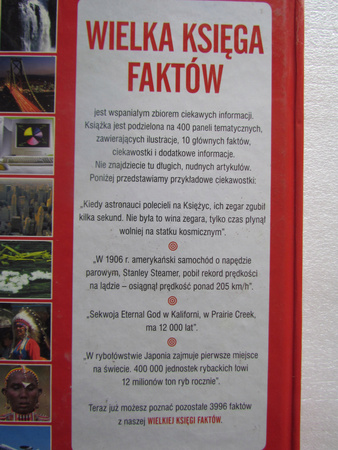 WIELKA KSIĘGA
FAKTÓW
jest wspaniałym zbiorem ciekawych informacji.
Książka jest podzielona na 400 paneli tematycznych,
zawierających ilustracje, 10 głównych faktów,
ciekawostki i dodatkowe informacje.
Nie znajdziecie tu długich, nudnych artykułów.
Poniżej przedstawiamy przykładowe ciekawostki:
„Kiedy astronauci polecieli na Księżyc, ich zegar zgubił
kilka sekund. Nie była to wina zegara, tylko czas płynął
wolniej na statku kosmicznym".
„W 1906 r. amerykański samochód o napędzie
parowym, Stanley Steamer, pobił rekord prędkości
na lądzie – osiągnął prędkość ponad 205 km/h".
„Sekwoja Eternal God w Kaliforni, w Prairie Creek,
ma 12 000 lat".
„W rybołówstwie Japonia zajmuje pierwsze miejsce
na świecie. 400 000 jednostek rybackich łowi
12 milionów ton ryb rocznie".
Teraz już możesz poznać pozostałe 3996 faktów
z naszej WIELKIEJ KSIĘGI FAKTÓW.